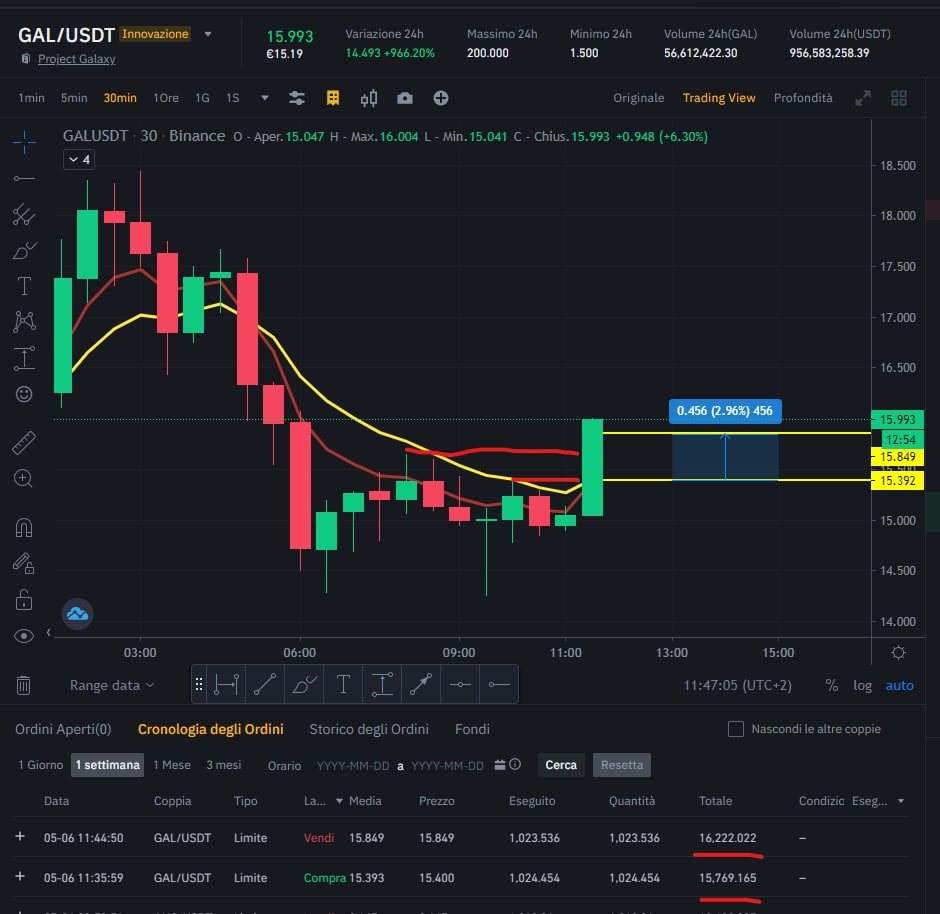 GAL/USDT Innovazione
Project Galaxy
15.993
€15.19
Variazione 24h
14.493 +966.20%
Massimo 24h
200.000
Minimo 24h
1.500
Volume 24h(GAL)
56,612,422.30
Volume 24h(USDT)
956,583,258.39
1min 5min 30min 1Ore 1G 1S
Originale Trading View Profondità
GALUSDT · 30 · Binance O - Aper.15.047 H - Max.16.004 L - Min.15.041 C - Chius.15.993 +0.948 (+6.30%)
4
18.500
18.000
17.500
17.000
16.500
0.456 (2.96%) 456
15.993
12:54
15.849
15.500
15.392
15.000
14.500
14.000
03:00 06:00 09:00 11:00 13:00 15:00
Range data 11:47:05 (UTC+2) % log auto
Ordini Aperti(0) Cronologia degli Ordini Storico degli Ordini Fondi Nascondi le altre coppie
1 Giorno 1 settimana 1 Mese 3 mesi Orario YYYY-MM-DD a YYYY-MM-DD Cerca Resetta
Data Coppia Tipo La... Media Prezzo Eseguito Quantità Totale Condizic Eseg...
05-06 11:44:50 GAL/USDT Limite Vendi 15.849 15.849 1,023.536 1,023.536 16,222.022 –
05-06 11:35:59 GAL/USDT Limite Compra 15.393 15.400 1,024.454 1,024.454 15,769.165 –